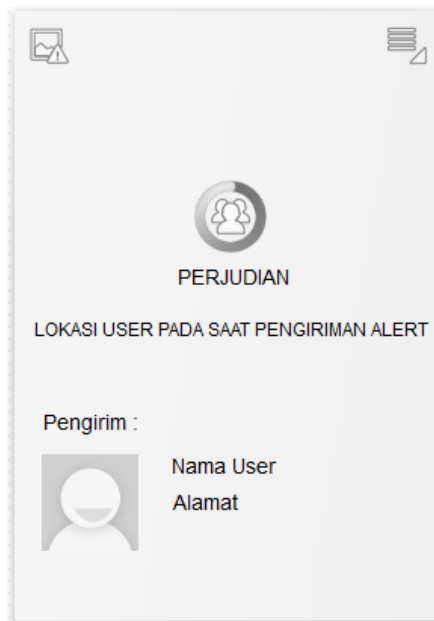 PERJUDIAN
LOKASI USER PADA SAAT PENGIRIMAN ALERT
Pengirim :
Nama User
Alamat